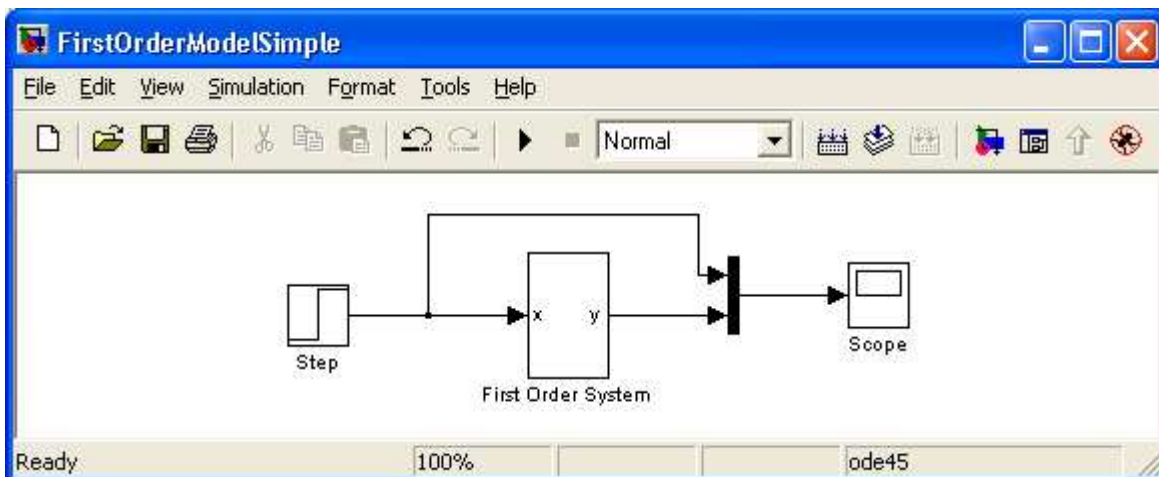 FirstOrderModelSimple
File Edit View Simulation Format Tools Help
Normal
x y
Step
Scope
First Order System
Ready 100% ode45